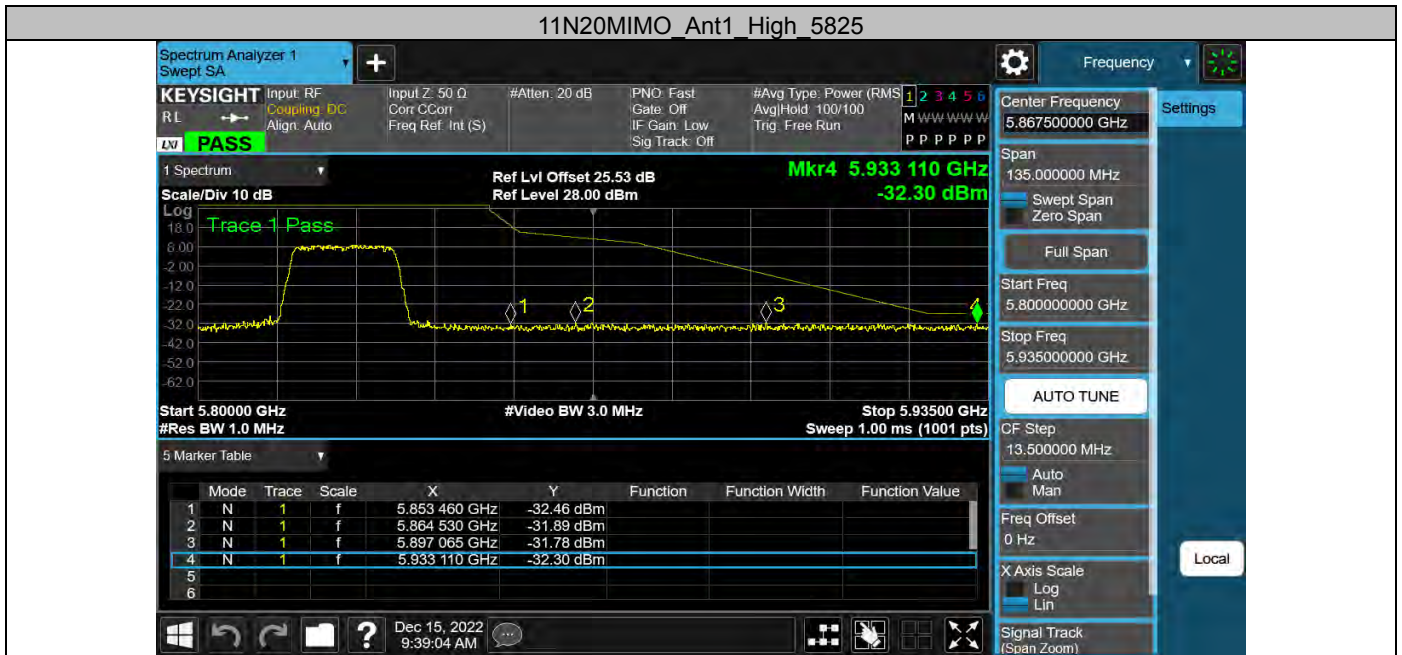 11N20MIMO_Ant1_High_5825
Spectrum Analyzer 1
Swept SA
+
Frequency
KEYSIGHT
RL
LXI
PASS
Input: RF
Coupling: DC
Align: Auto
Input Z: 50 Ω
Corr CCorr
Freq Ref: Int (S)
#Atten: 20 dB
PNO: Fast
Gate: Off
IF Gain: Low
Sig Track: Off
#Avg Type: Power (RMS
Avg|Hold: 100/100
Trig: Free Run
1 2 3 4 5 6
M W W W W W
P P P P P P
1 Spectrum
Scale/Div 10 dB
Ref Lvl Offset 25.53 dB
Ref Level 28.00 dBm
Mkr4 5.933 110 GHz
-32.30 dBm
Log
Trace 1 Pass
18.0
8.00
-2.00
-12.0
-22.0
-32.0
-42.0
-52.0
-62.0
1
2
3
4
Start 5.80000 GHz
#Video BW 3.0 MHz
Stop 5.93500 GHz
#Res BW 1.0 MHz
Sweep 1.00 ms (1001 pts)
5 Marker Table
Mode Trace Scale X Y Function Function Width Function Value
1 N 1 f 5.853 460 GHz -32.46 dBm
2 N 1 f 5.864 530 GHz -31.89 dBm
3 N 1 f 5.897 065 GHz -31.78 dBm
4 N 1 f 5.933 110 GHz -32.30 dBm
5
6
?
Dec 15, 2022
9:39:04 AM
Center Frequency
5.867500000 GHz
Settings
Span
135.000000 MHz
Swept Span
Zero Span
Full Span
Start Freq
5.800000000 GHz
Stop Freq
5.935000000 GHz
AUTO TUNE
CF Step
13.500000 MHz
Auto
Man
Freq Offset
0 Hz
Local
X Axis Scale
Log
Lin
Signal Track
(Span Zoom)